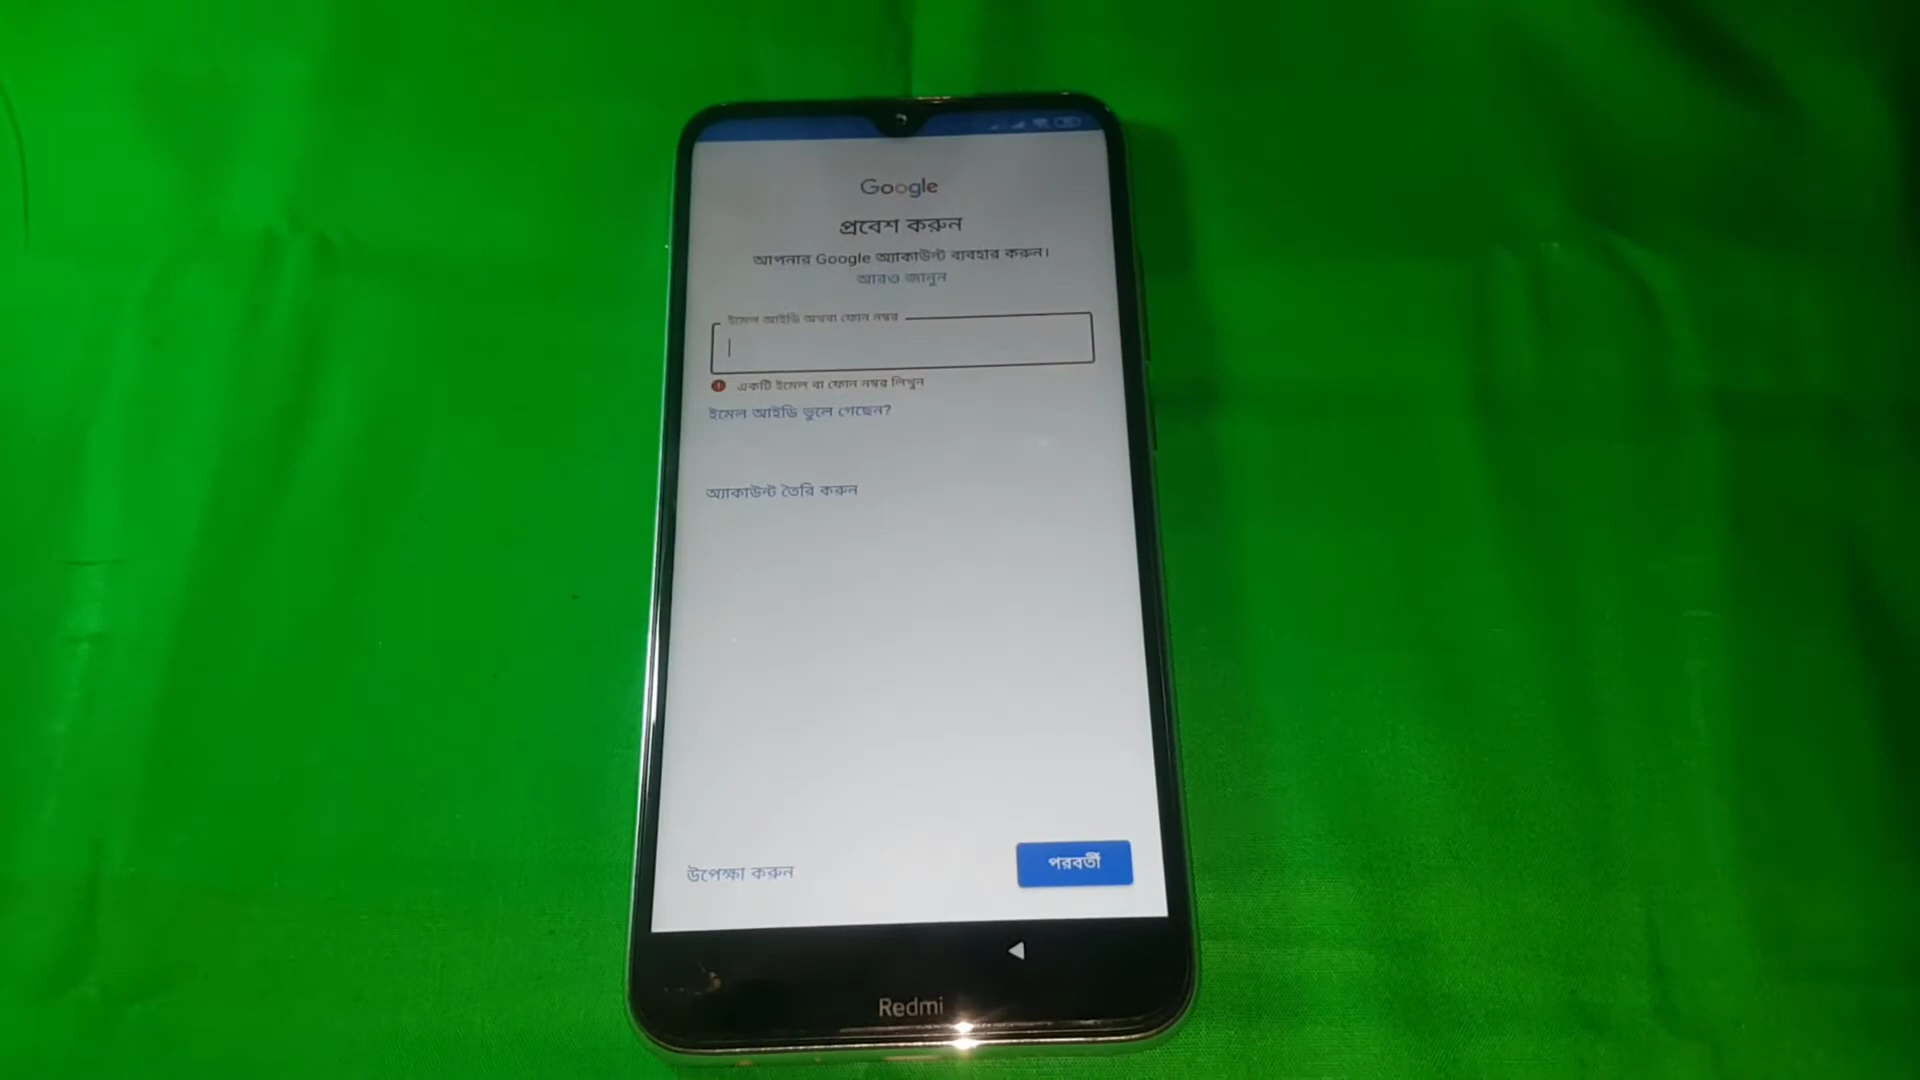 Google
প্রবেশ করুন
আপনার Google অ্যাকাউন্ট ব্যবহার করুন।
আরও জানুন
ইমেল আইডি অথবা ফোন নম্বর
একটি ইমেল বা ফোন নম্বর লিখুন
ইমেল আইডি ভুলে গেছেন?
অ্যাকাউন্ট তৈরি করুন
উপেক্ষা করুন
পরবর্তী
Redmi